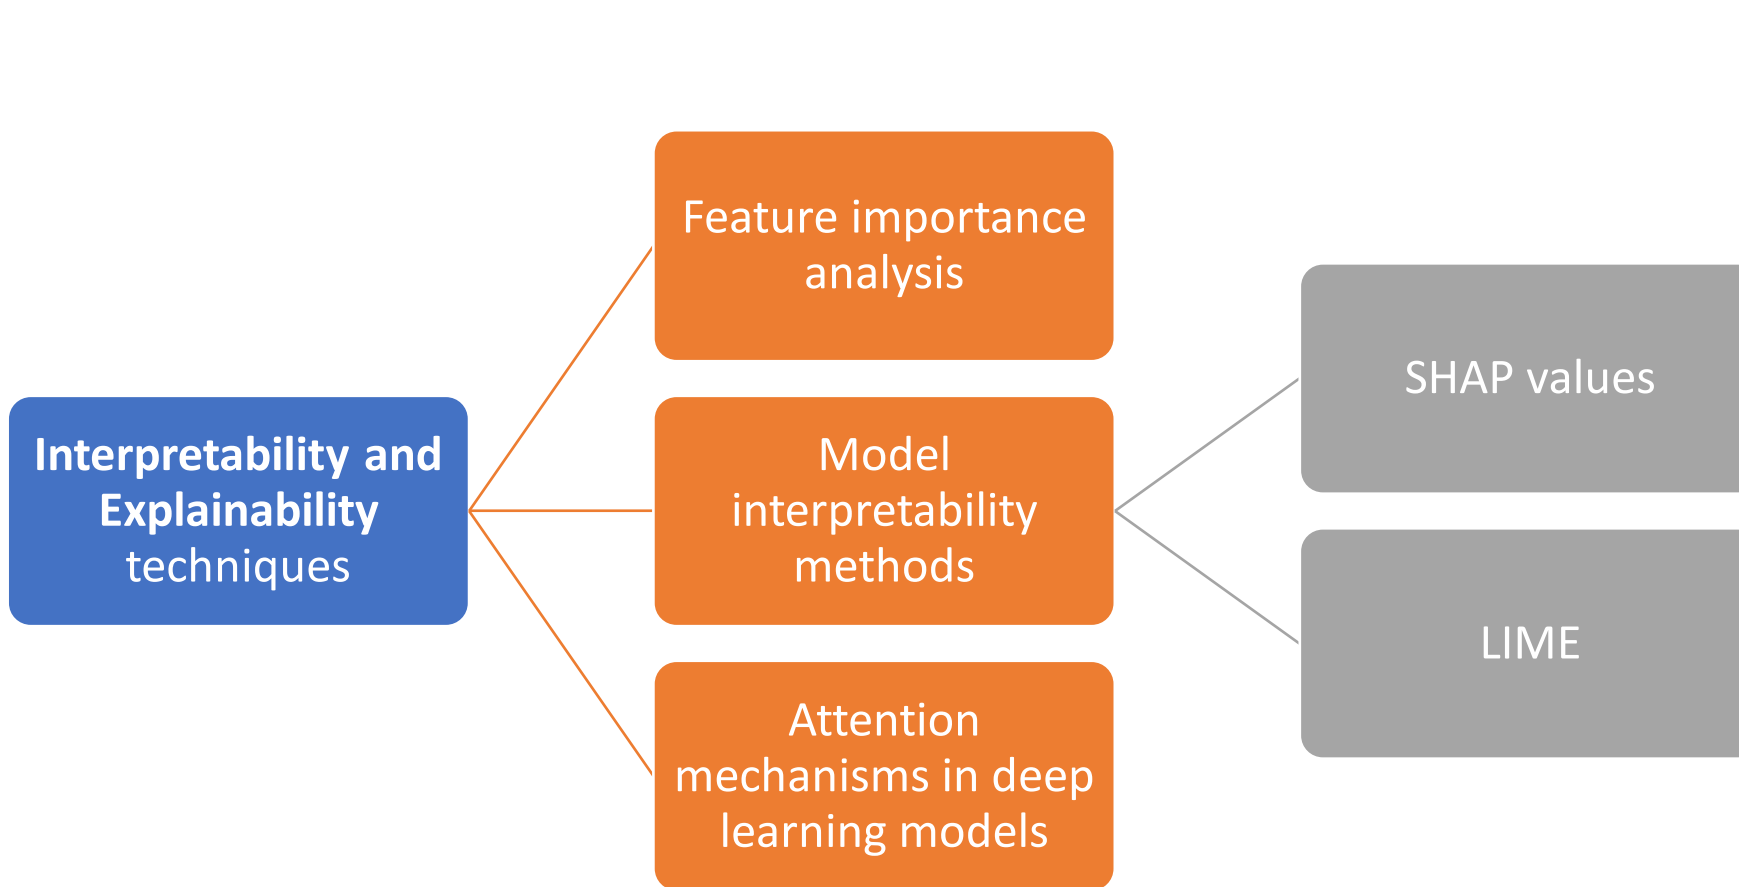 Interpretability and
Explainability
techniques
Feature importance
analysis
Model
interpretability
methods
Attention
mechanisms in deep
learning models
SHAP values
LIME